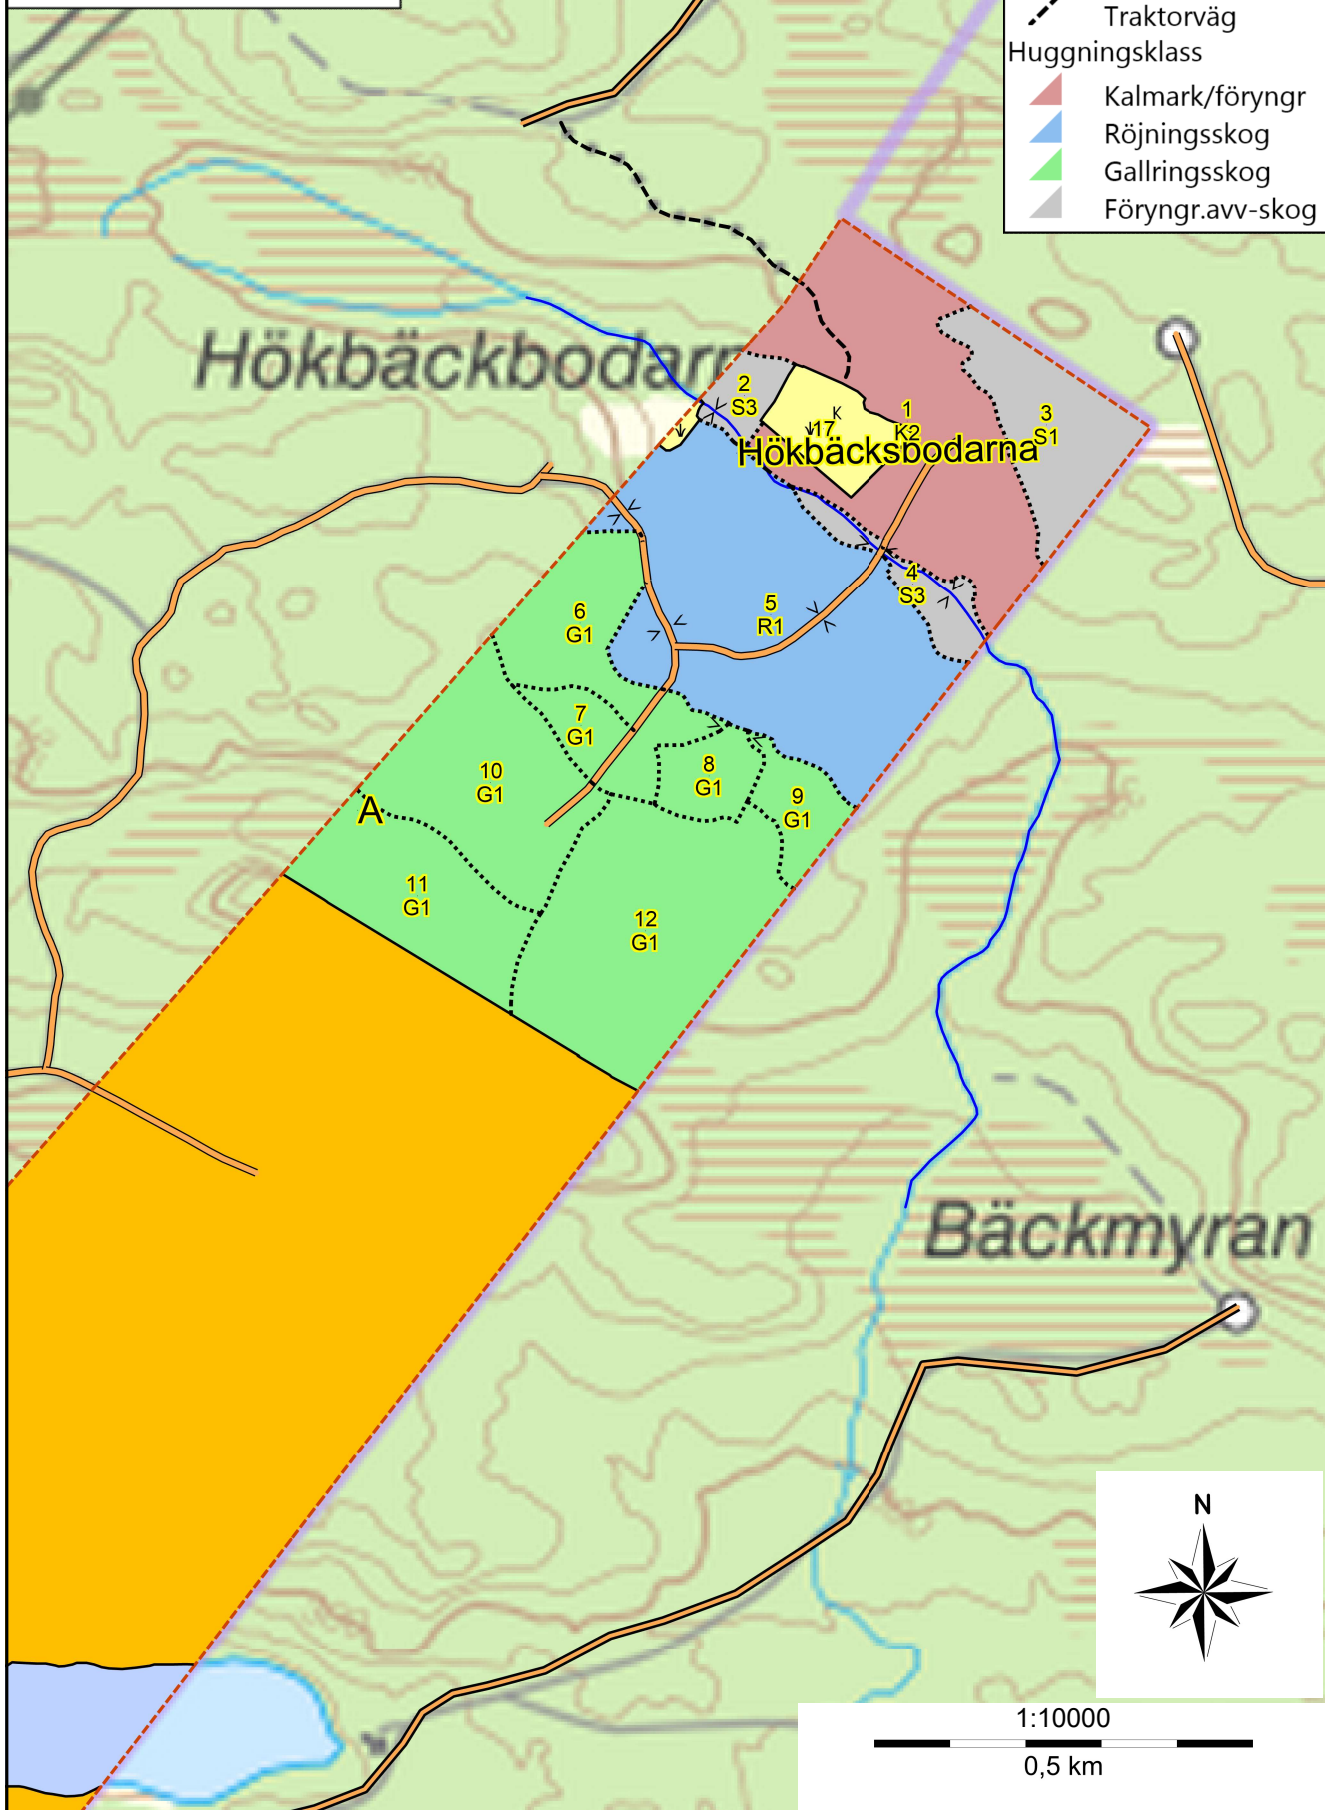 Traktorväg
Huggningsklass
Kalmark/föryngr
Röjningsskog
Gallringsskog
Föryngr.avv-skog
Hökbäckbodarn
2
S3
1
K2
3
S1
K
17
Hökbäcksbodarna
4
S3
5
R1
6
G1
7
G1
8
G1
9
G1
10
G1
A
11
G1
12
G1
Bäckmyran
N
1:10000
0,5 km